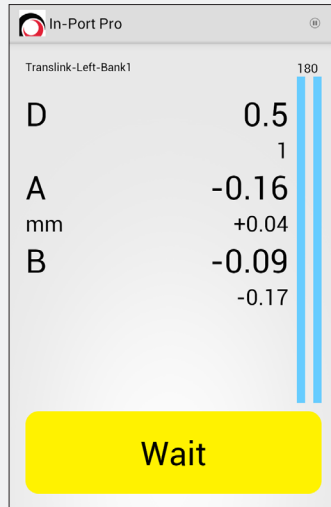 In-Port Pro
Translink-Left-Bank1
180
D 0.5
1
A -0.16
mm +0.04
B -0.09
-0.17
Wait